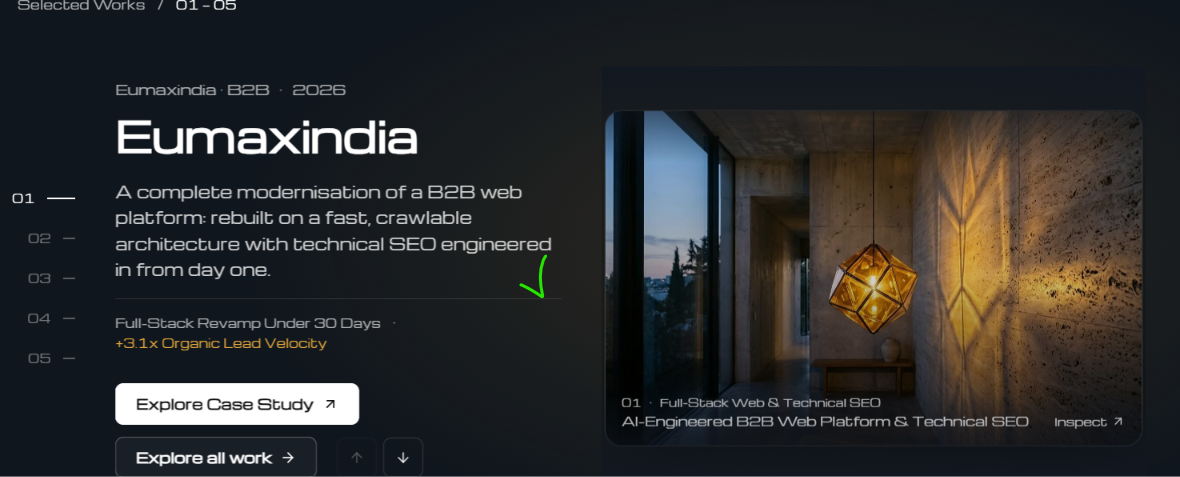 Selected Works / 01 – 05
Eumaxindia · B2B · 2026
Eumaxindia
A complete modernisation of a B2B web
platform: rebuilt on a fast, crawlable
architecture with technical SEO engineered
in from day one.
01
02
03
04
05
Full-Stack Revamp Under 30 Days ·
+3.1x Organic Lead Velocity
Explore Case Study ↗
Explore all work →
↑ ↓
01 · Full-Stack Web & Technical SEO
AI-Engineered B2B Web Platform & Technical SEO
Inspect ↗